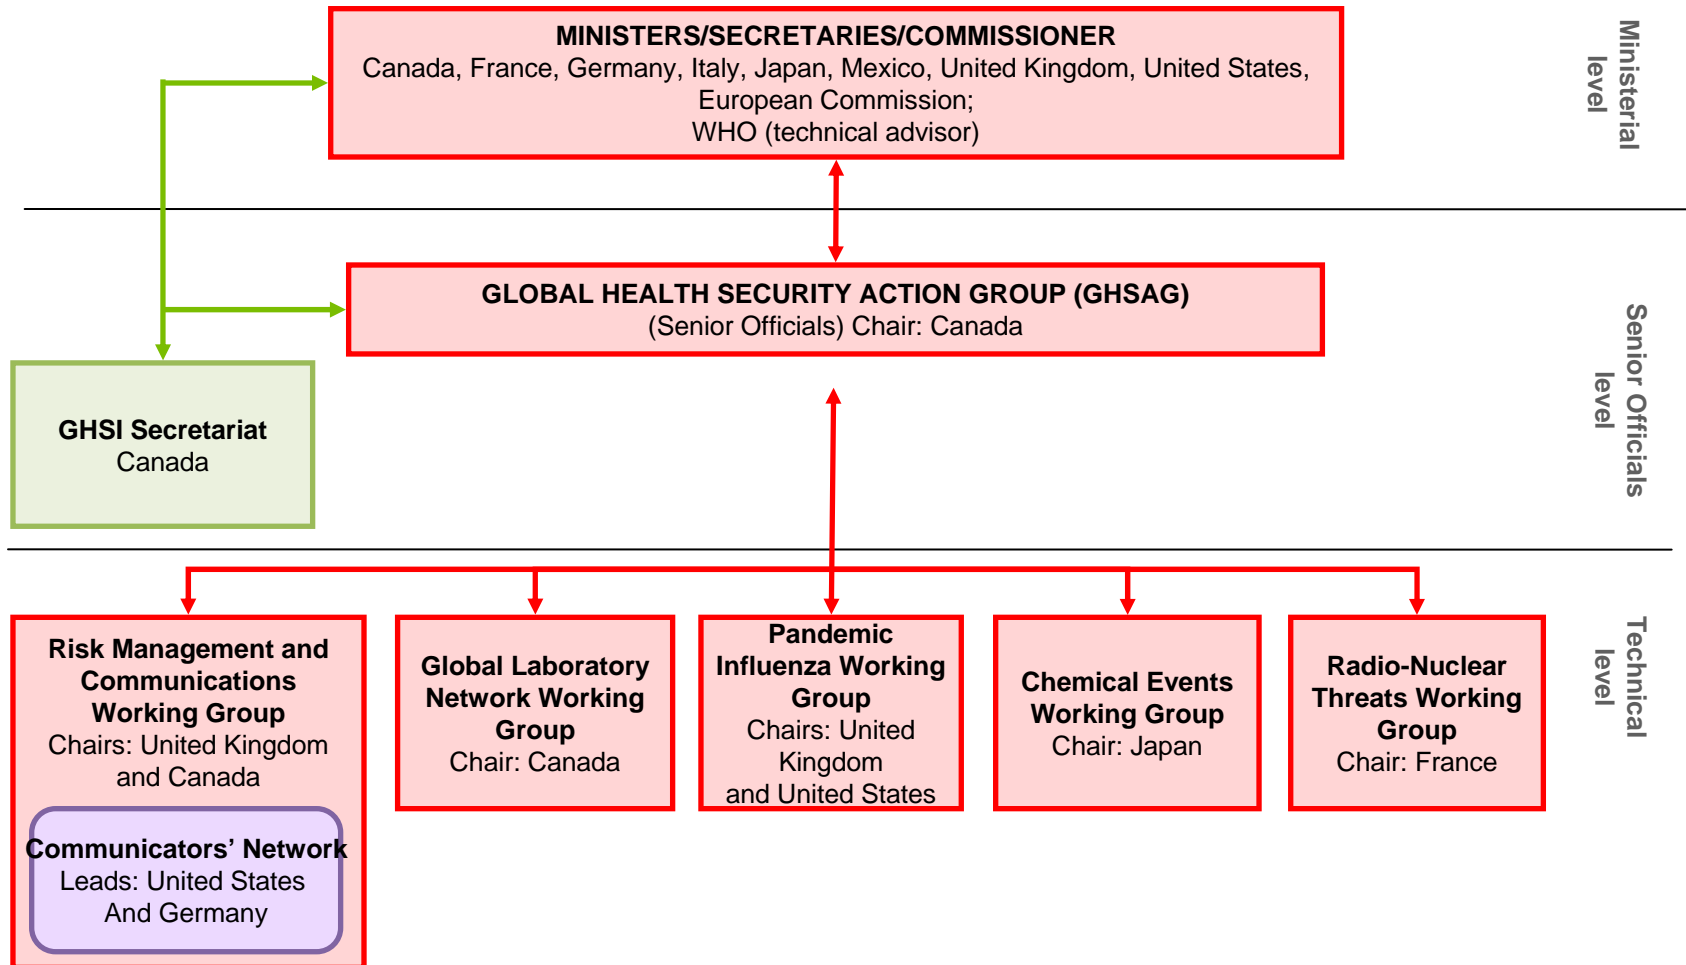 MINISTERS/SECRETARIES/COMMISSIONER
Canada, France, Germany, Italy, Japan, Mexico, United Kingdom, United States,
European Commission;
WHO (technical advisor)
Ministerial
level
GLOBAL HEALTH SECURITY ACTION GROUP (GHSAG)
(Senior Officials) Chair: Canada
Senior Officials
level
GHSI Secretariat
Canada
Risk Management and
Communications
Working Group
Chairs: United Kingdom
and Canada
Communicators’ Network
Leads: United States
And Germany
Global Laboratory
Network Working
Group
Chair: Canada
Pandemic
Influenza Working
Group
Chairs: United
Kingdom
and United States
Chemical Events
Working Group
Chair: Japan
Radio-Nuclear
Threats Working
Group
Chair: France
Technical
level